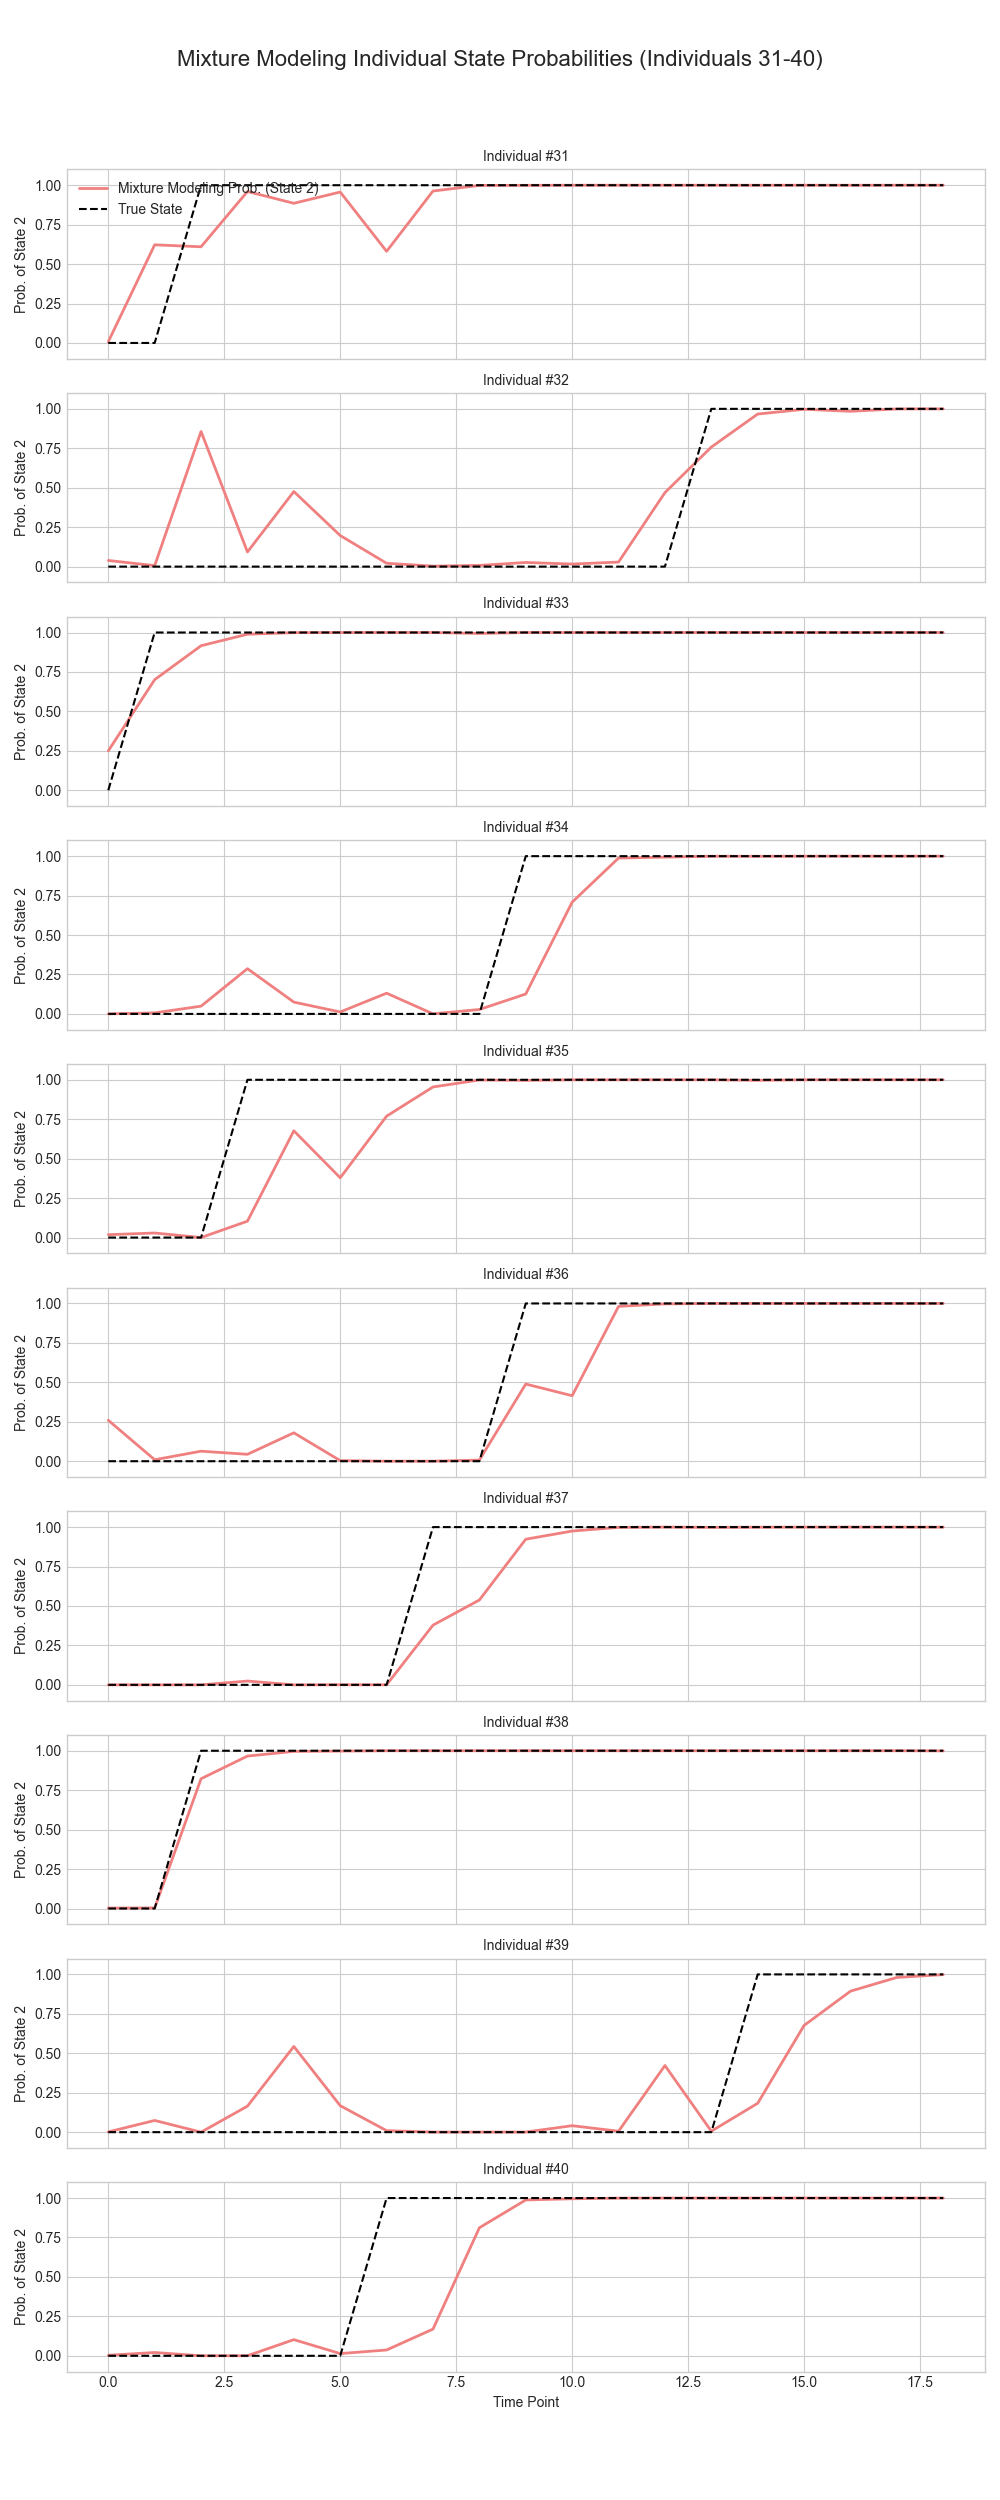 Mixture Modeling Individual State Probabilities (Individuals 31-40)
Individual #31
Mixture Modeling Prob. (State 2)
True State
Prob. of State 2
1.00
0.75
0.50
0.25
0.00
Individual #32
Prob. of State 2
1.00
0.75
0.50
0.25
0.00
Individual #33
Prob. of State 2
1.00
0.75
0.50
0.25
0.00
Individual #34
Prob. of State 2
1.00
0.75
0.50
0.25
0.00
Individual #35
Prob. of State 2
1.00
0.75
0.50
0.25
0.00
Individual #36
Prob. of State 2
1.00
0.75
0.50
0.25
0.00
Individual #37
Prob. of State 2
1.00
0.75
0.50
0.25
0.00
Individual #38
Prob. of State 2
1.00
0.75
0.50
0.25
0.00
Individual #39
Prob. of State 2
1.00
0.75
0.50
0.25
0.00
Individual #40
Prob. of State 2
1.00
0.75
0.50
0.25
0.00
0.0 2.5 5.0 7.5 10.0 12.5 15.0 17.5
Time Point